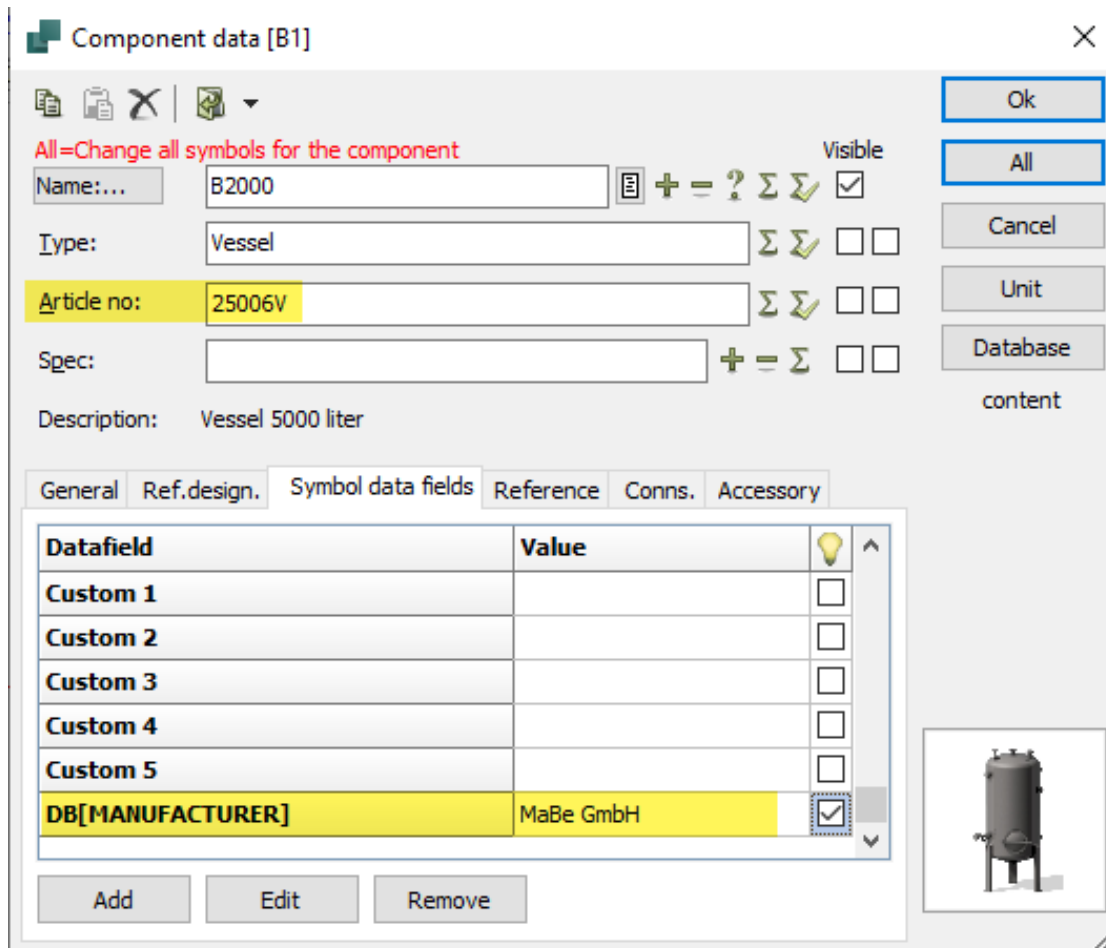 Component data [B1]
Ok
All=Change all symbols for the component
Visible
All
Name:...
B2000
Type:
Vessel
Cancel
Article no:
25006V
Unit
Spec:
Database
Description:
Vessel 5000 liter
content
General
Ref.design.
Symbol data fields
Reference
Conns.
Accessory
Datafield
Value
Custom 1
Custom 2
Custom 3
Custom 4
Custom 5
DB[MANUFACTURER]
MaBe GmbH
Add
Edit
Remove